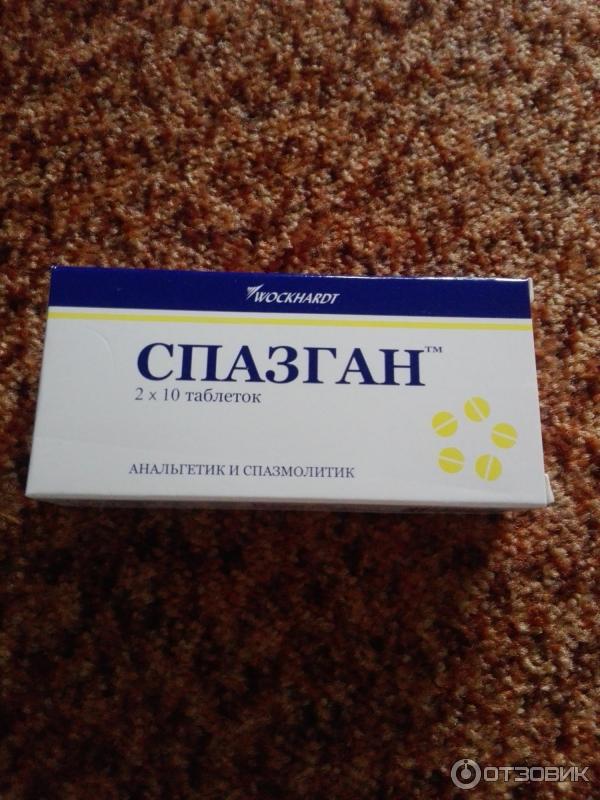 WOCKHARDT
СПАЗГАН™
2 x 10 таблеток
АНАЛЬГЕТИК И СПАЗМОЛИТИК
ОТЗОВИК